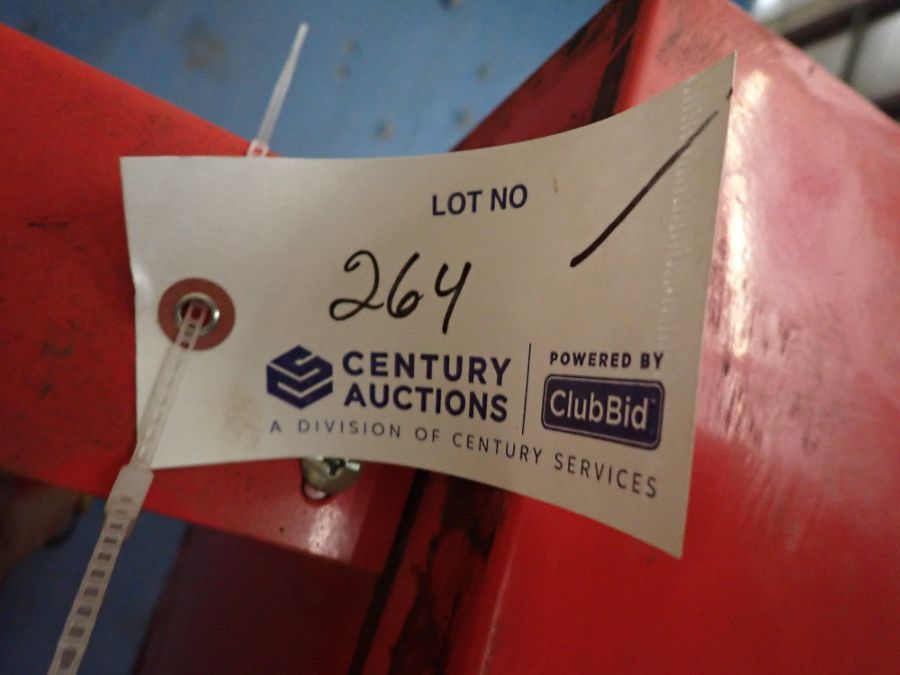 LOT NO
264
CENTURY
AUCTIONS
A DIVISION OF CENTURY SERVICES
POWERED BY
ClubBid